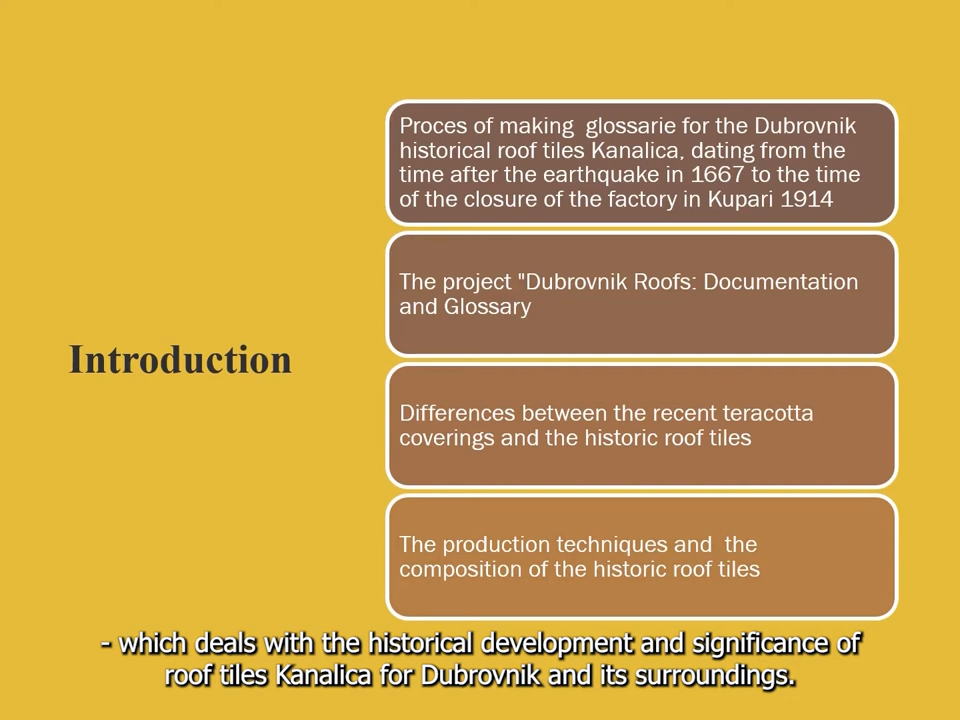 Proces of making  glossarie for the Dubrovnik
historical roof tiles Kanalica, dating from the
time after the earthquake in 1667 to the time
of the closure of the factory in Kupari 1914
The project "Dubrovnik Roofs: Documentation
and Glossary
Introduction
Differences between the recent teracotta
coverings and the historic roof tiles
The production techniques and  the
composition of the historic roof tiles
- which deals with the historical development and significance of
roof tiles Kanalica for Dubrovnik and its surroundings.